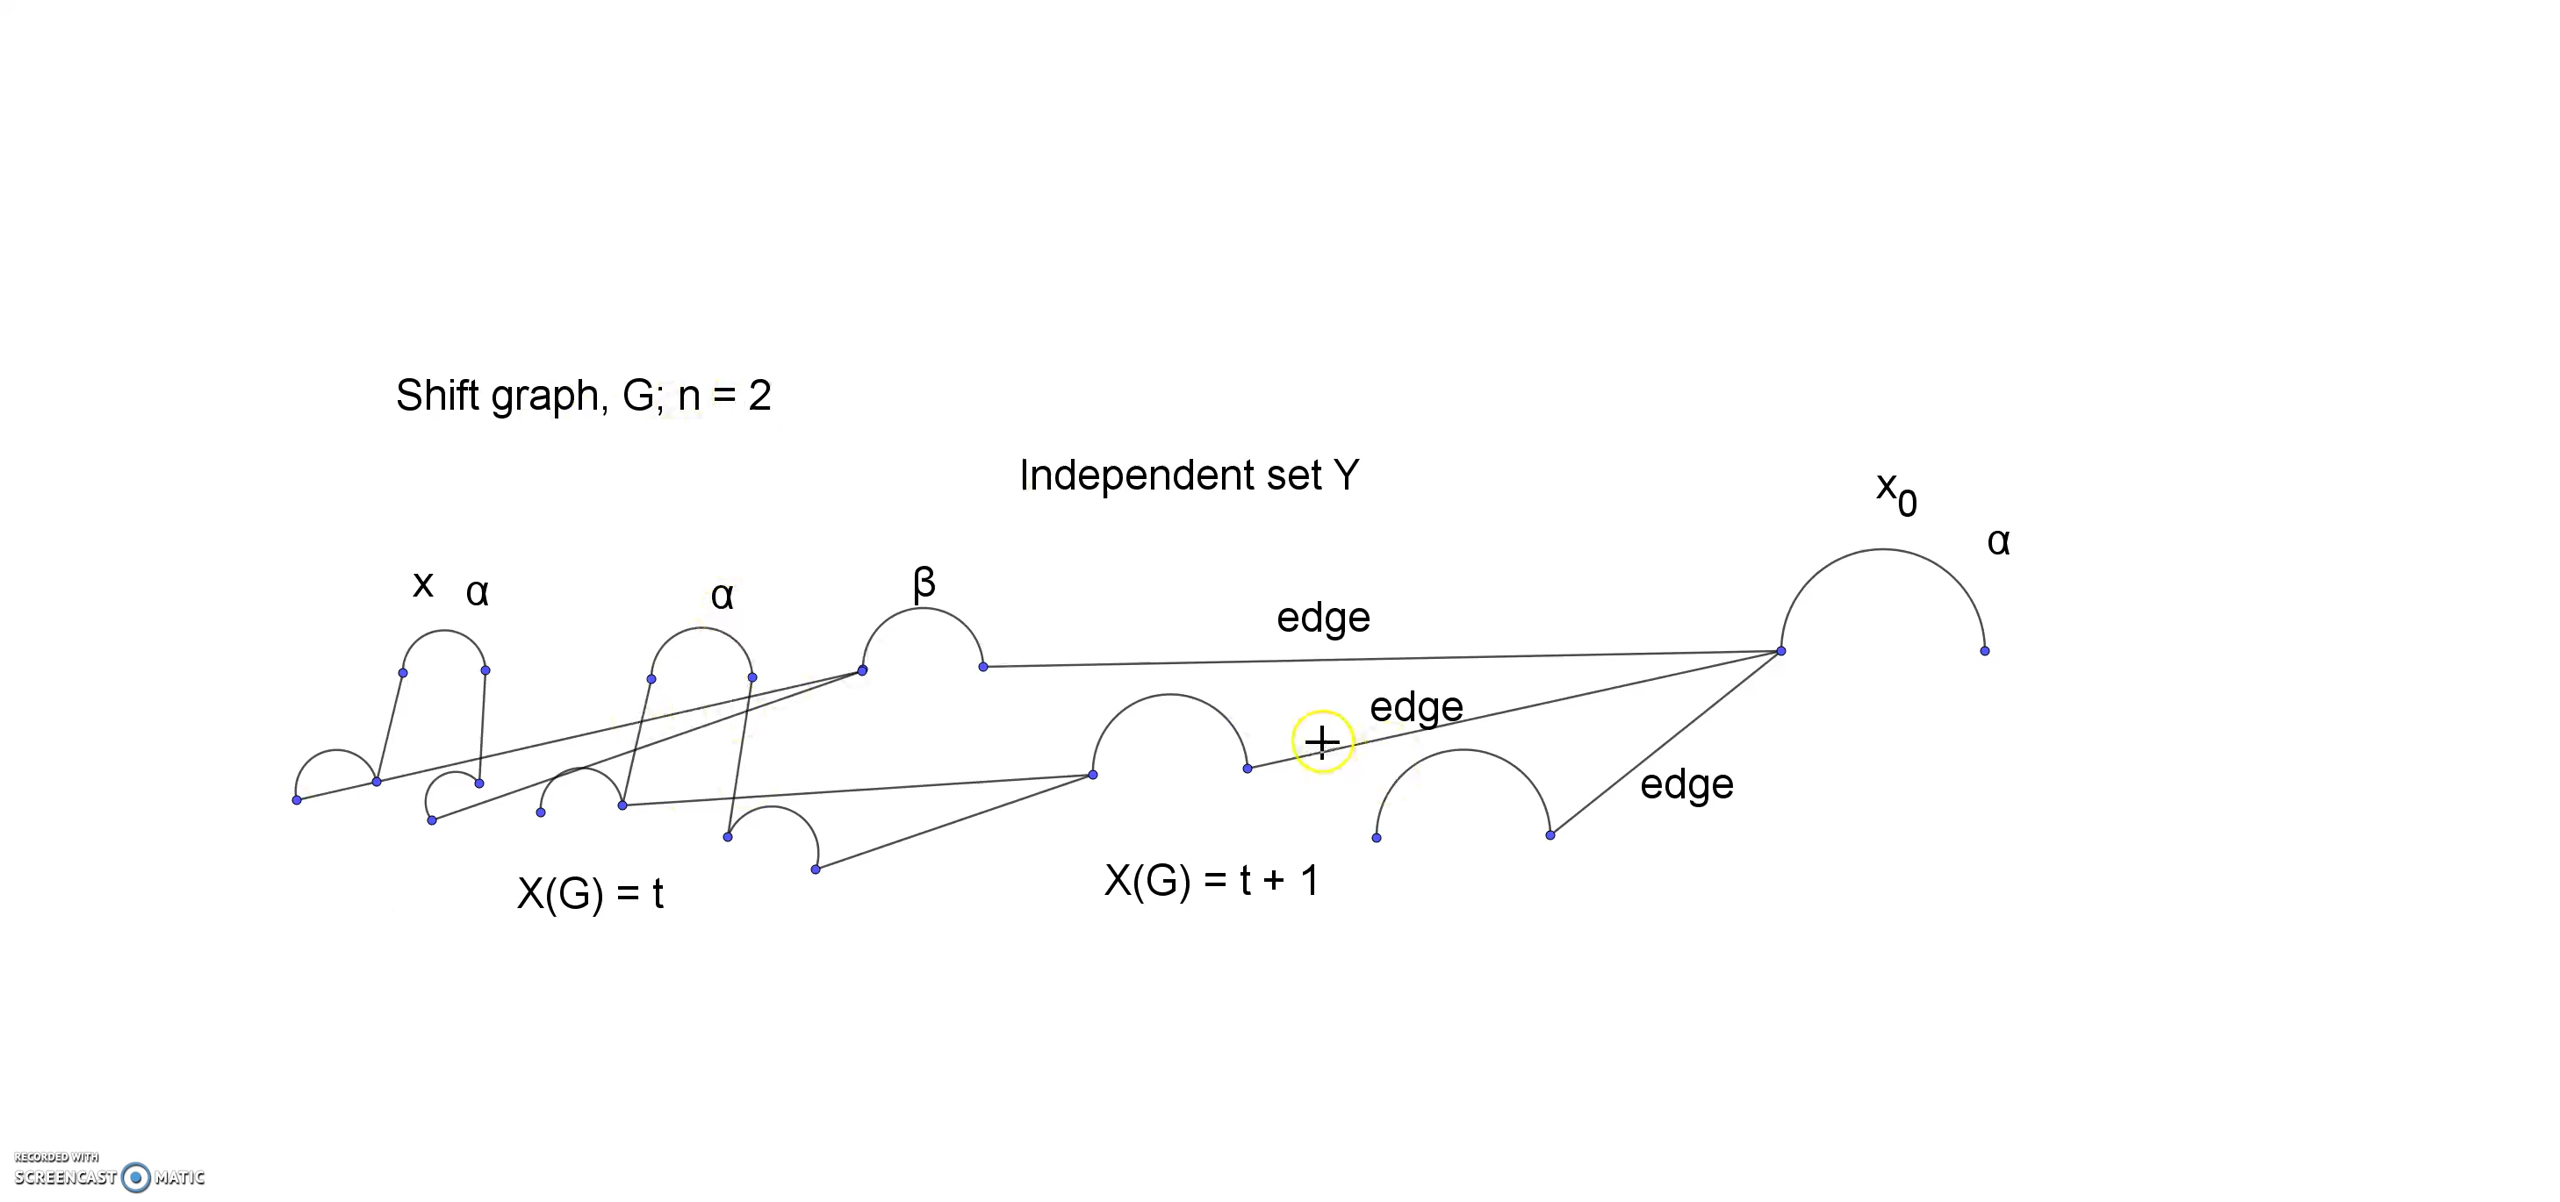 Shift graph, G; n = 2
Independent set Y
x₀
α
x α
α
β
edge
edge
edge
X(G) = t
X(G) = t + 1
RECORDED WITH
SCREENCAST MATIC